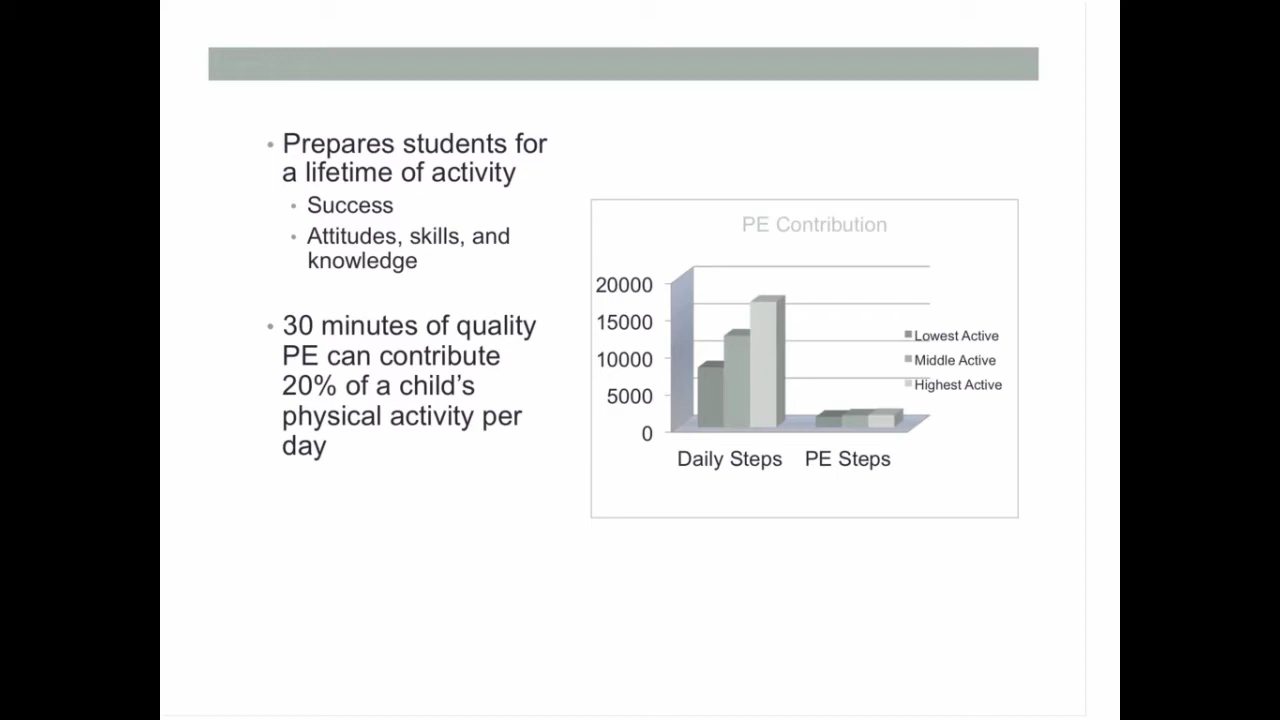 • Prepares students for
a lifetime of activity
• Success
• Attitudes, skills, and
knowledge
• 30 minutes of quality
PE can contribute
20% of a child's
physical activity per
day
PE Contribution
20000
15000
10000
5000
0
Daily Steps PE Steps
Lowest Active
Middle Active
Highest Active